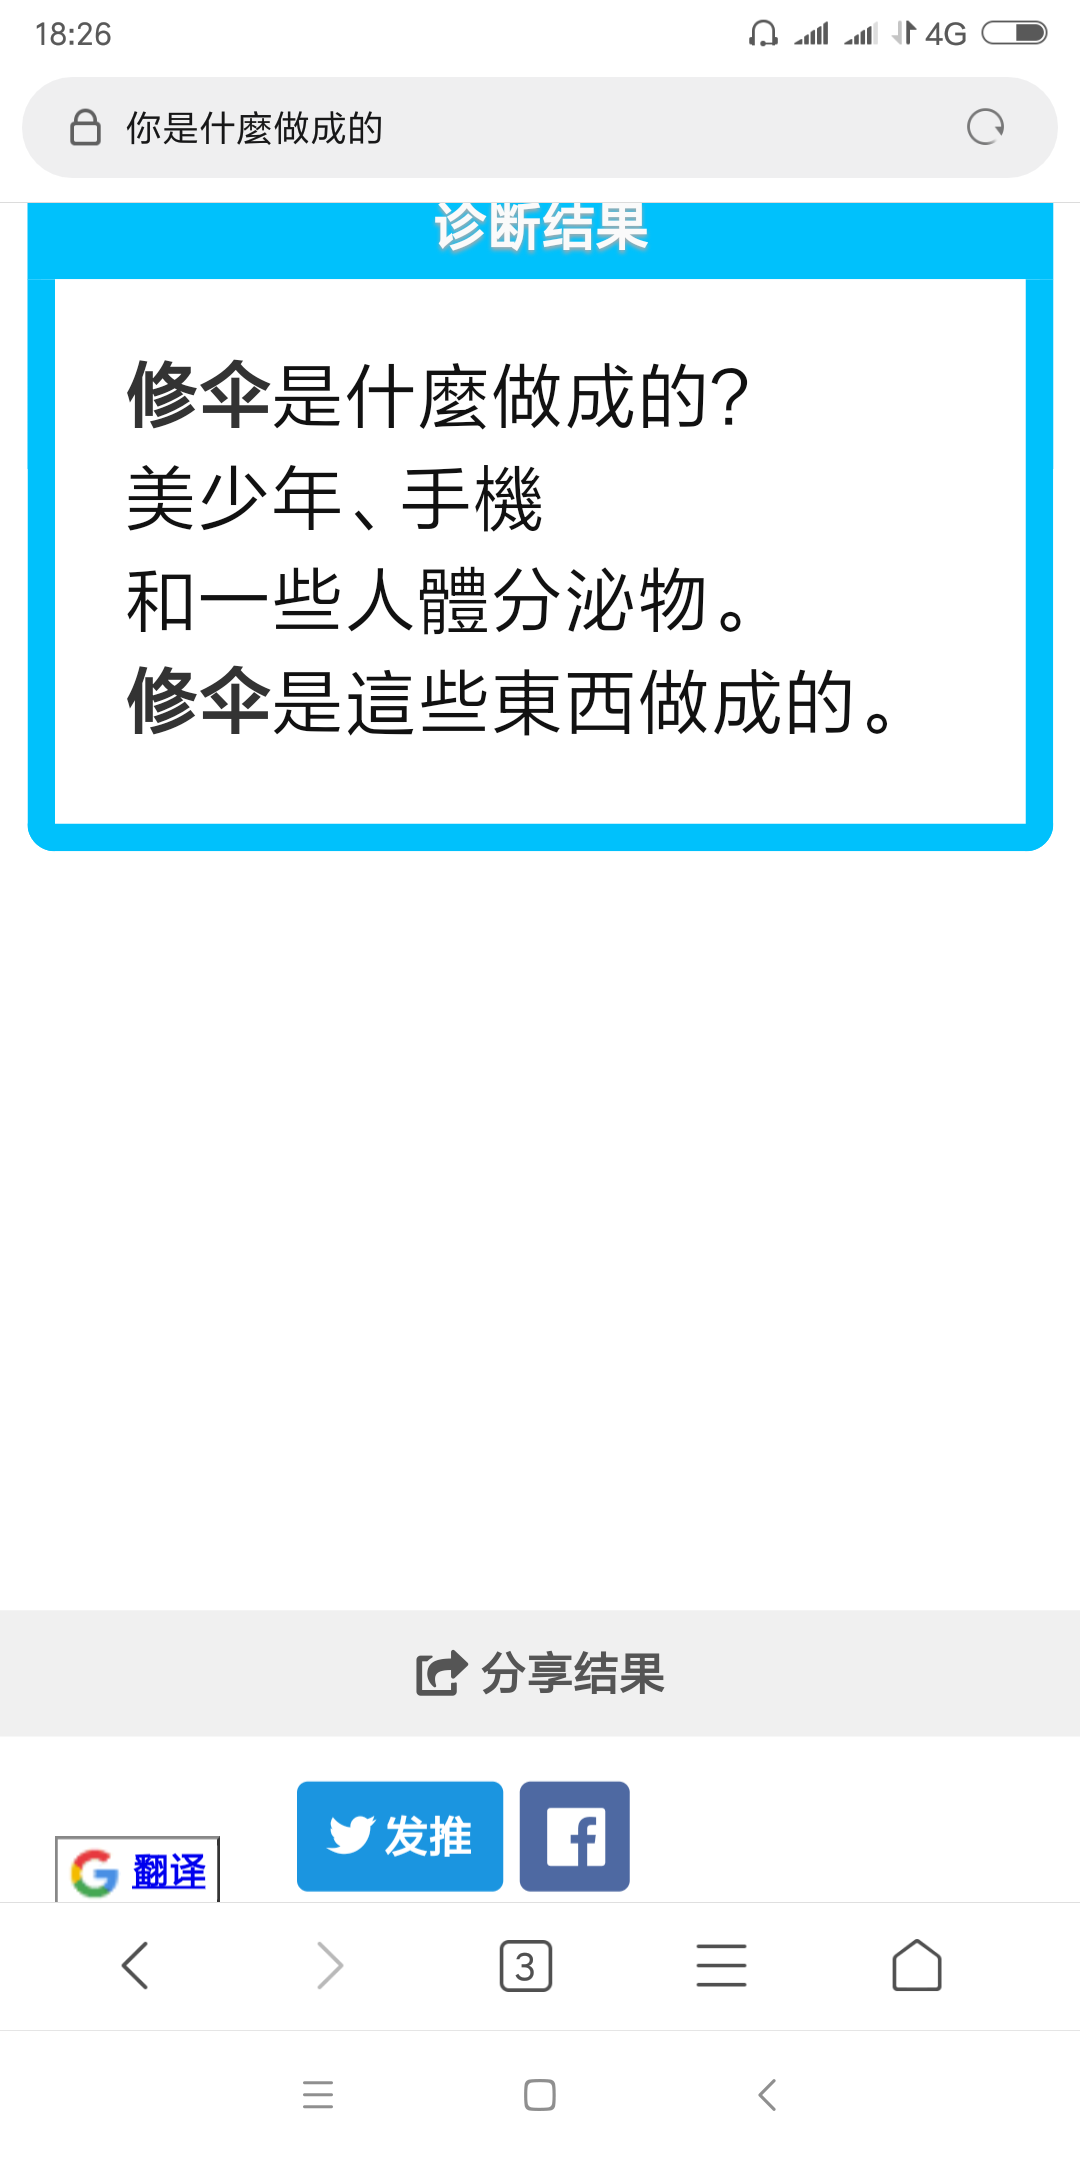 18:26
4G
你是什麼做成的
诊断结果
修伞是什麼做成的?
美少年、手機
和一些人體分泌物。
修伞是這些東西做成的。
分享结果
发推
翻译
3